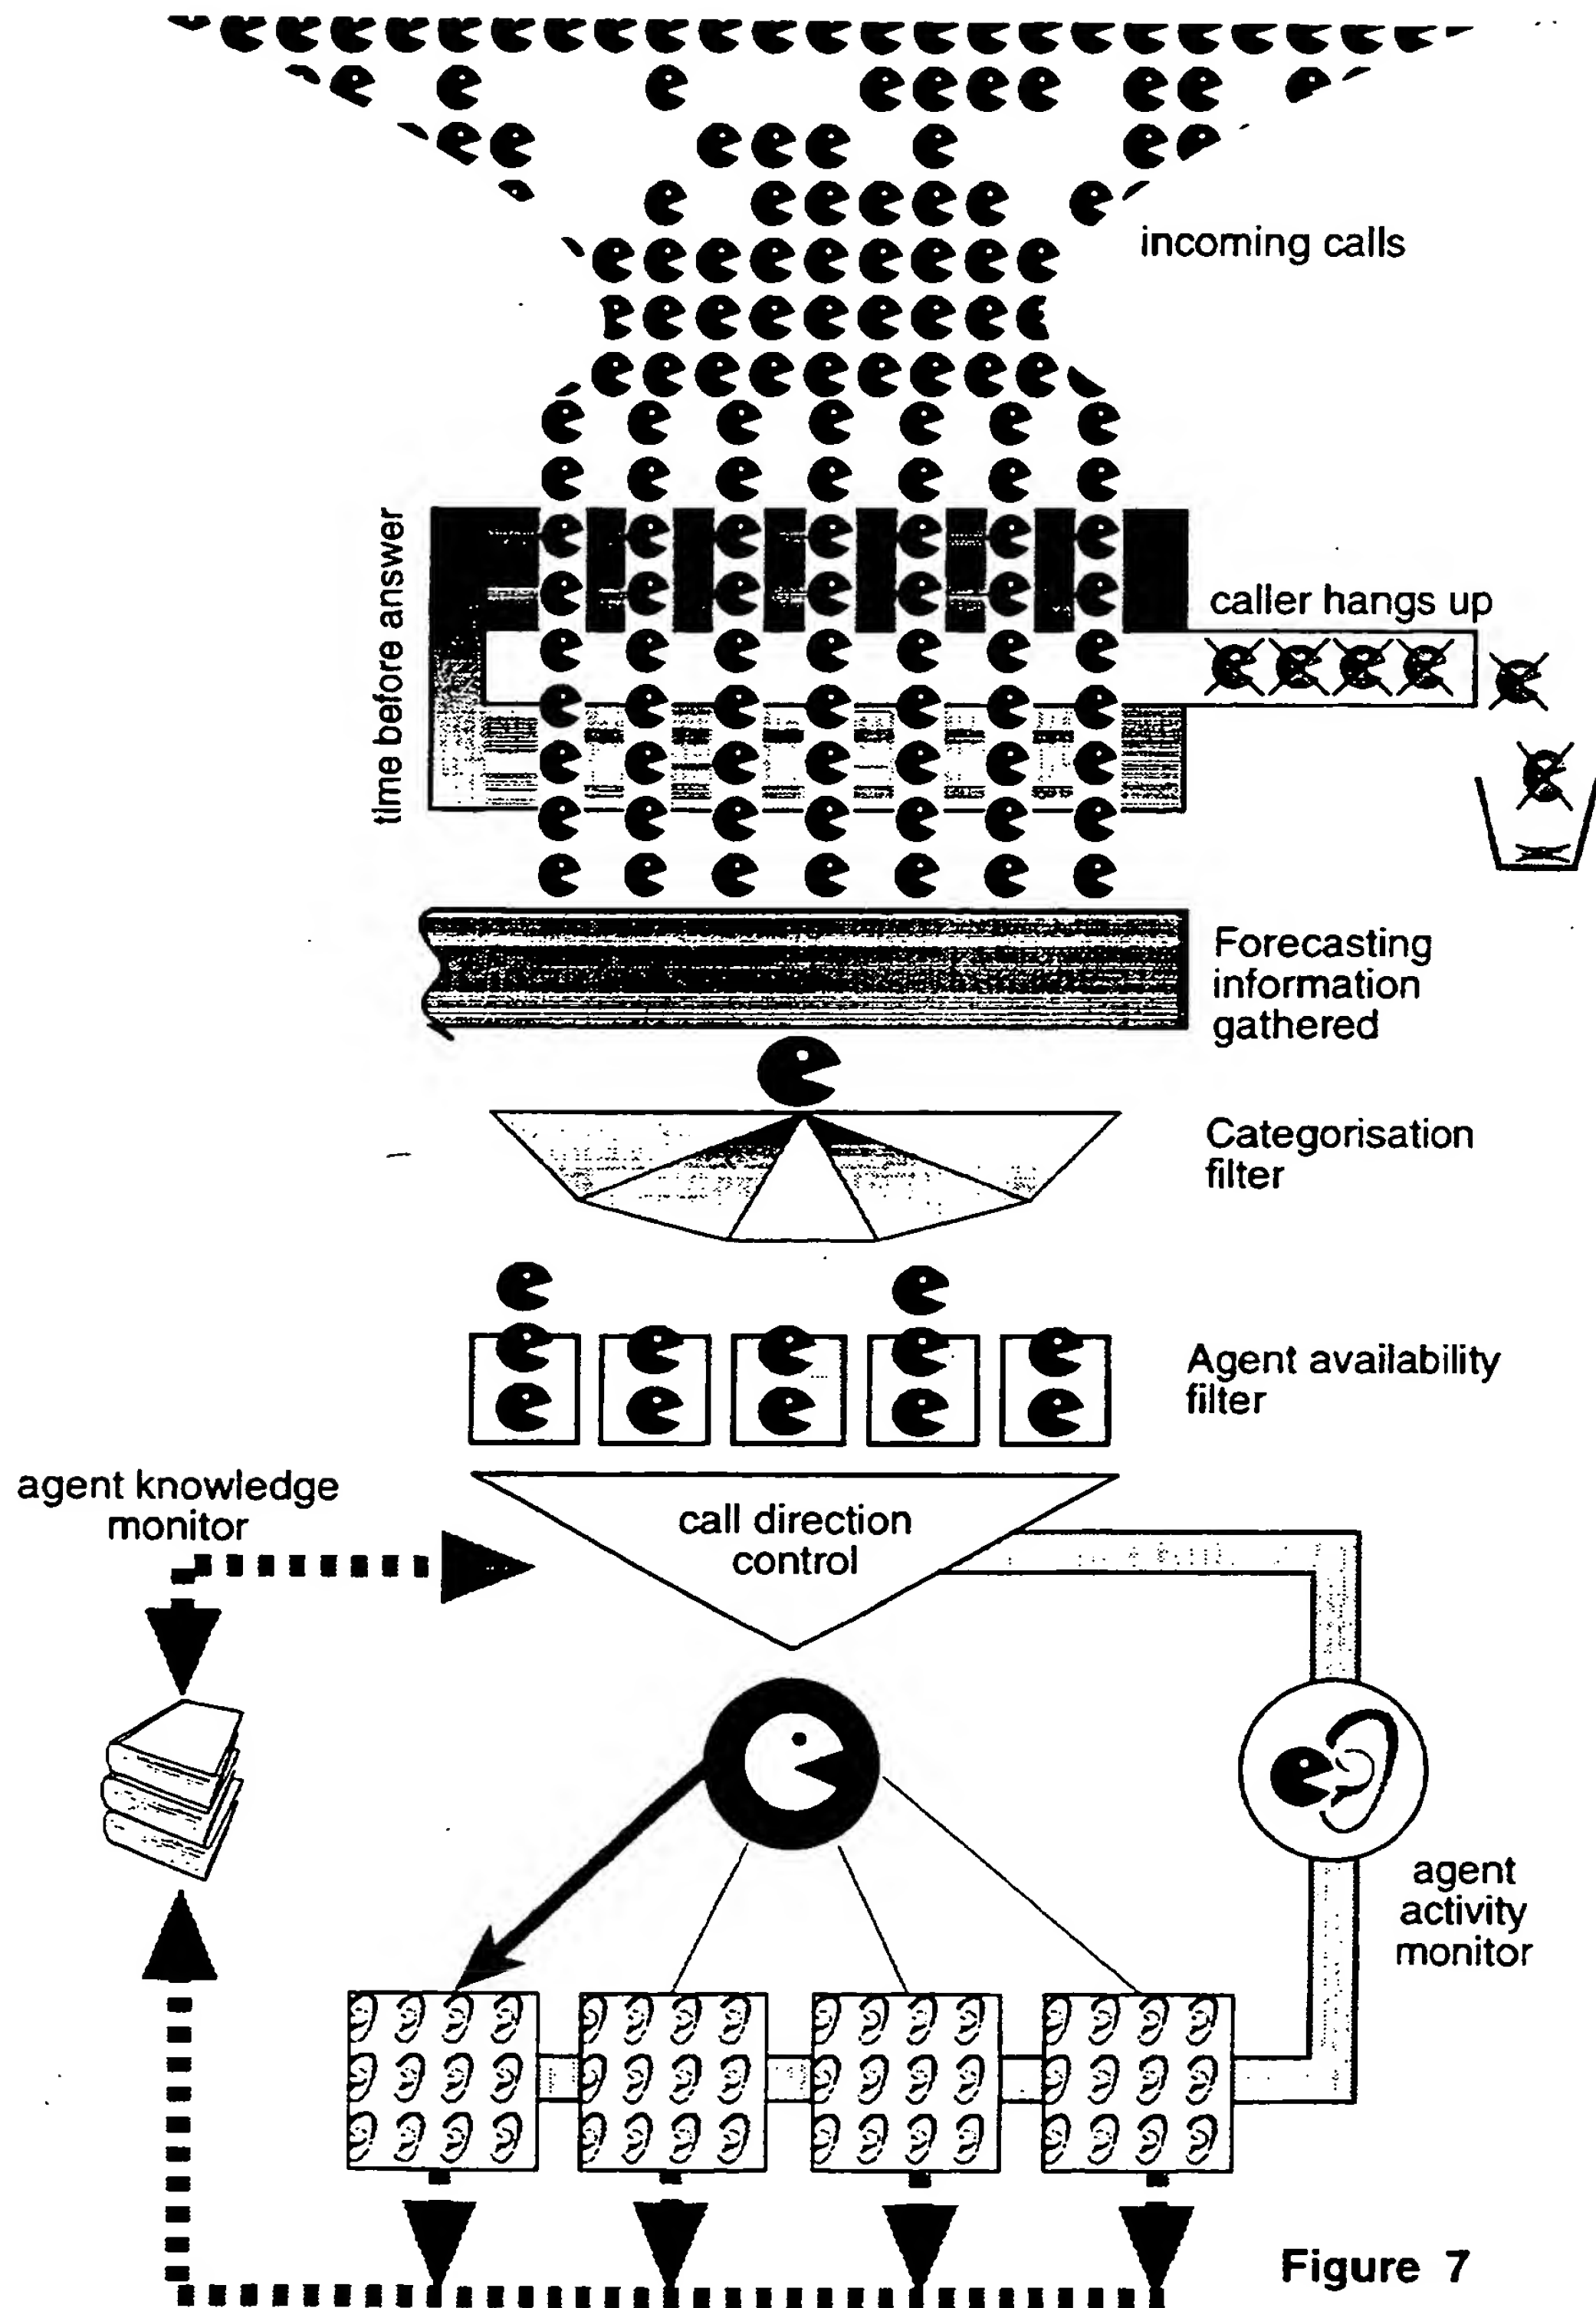 incoming calls
time before answer
caller hangs up
Forecasting
information
gathered
Categorisation
filter
Agent availability
filter
agent knowledge
monitor
call direction
control
agent
activity
monitor
Figure 7